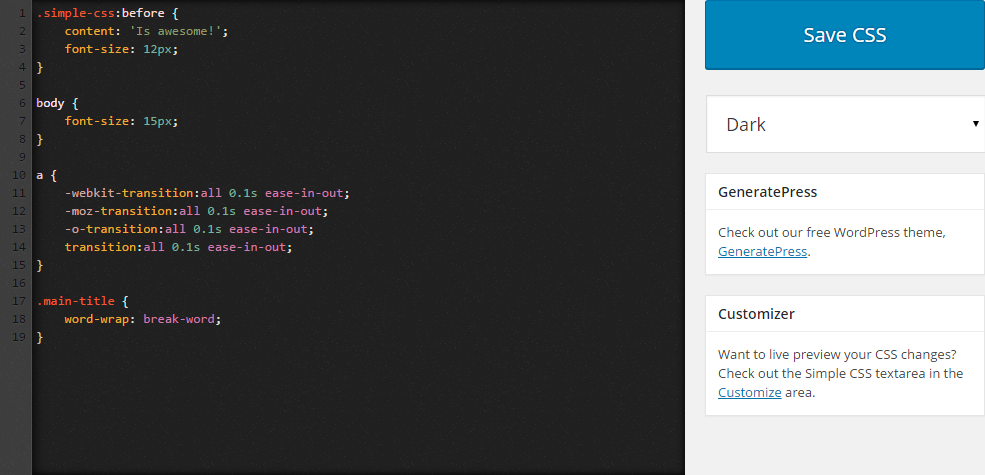 1 .simple-css:before {
2 content: 'Is awesome!';
3 font-size: 12px;
4 }
5
6 body {
7 font-size: 15px;
8 }
9
10 a {
11 -webkit-transition:all 0.1s ease-in-out;
12 -moz-transition:all 0.1s ease-in-out;
13 -o-transition:all 0.1s ease-in-out;
14 transition:all 0.1s ease-in-out;
15 }
16
17 .main-title {
18 word-wrap: break-word;
19 }
Save CSS
Dark
GeneratePress
Check out our free WordPress theme,
GeneratePress.
Customizer
Want to live preview your CSS changes?
Check out the Simple CSS textarea in the
Customize area.